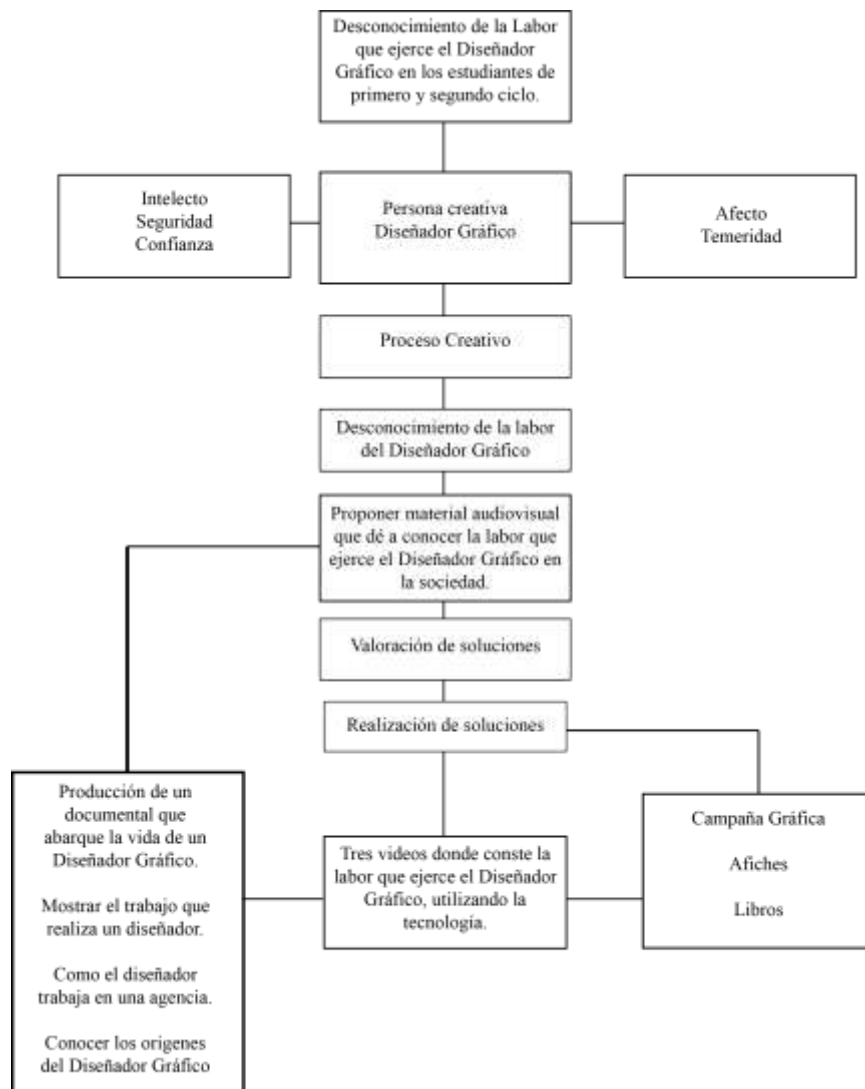 Desconocimiento de la Labor
que ejerce el Diseñador
Gráfico en los estudiantes de
primero y segundo ciclo.
Intelecto
Seguridad
Confianza
Persona creativa
Diseñador Gráfico
Afecto
Temeridad
Proceso Creativo
Desconocimiento de la labor
del Diseñador Gráfico
Proponer material audiovisual
que dé a conocer la labor que
ejerce el Diseñador Gráfico en
la sociedad.
Valoración de soluciones
Realización de soluciones
Producción de un
documental que
abarque la vida de un
Diseñador Gráfico.
Mostrar el trabajo que
realiza un diseñador.
Como el diseñador
trabaja en una agencia.
Conocer los orígenes
del Diseñador Gráfico
Tres videos donde conste la
labor que ejerce el Diseñador
Gráfico, utilizando la
tecnología.
Campaña Gráfica
Afiches
Libros